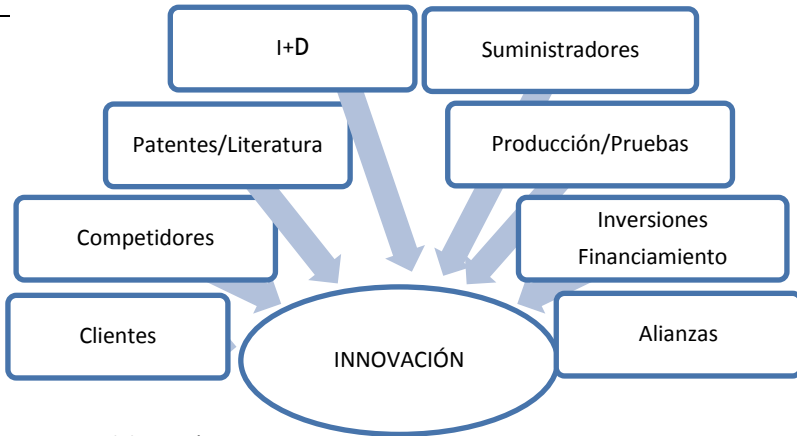 I+D
Suministradores
Patentes/Literatura
Producción/Pruebas
Competidores
Inversiones
Financiamiento
Clientes
Alianzas
INNOVACIÓN